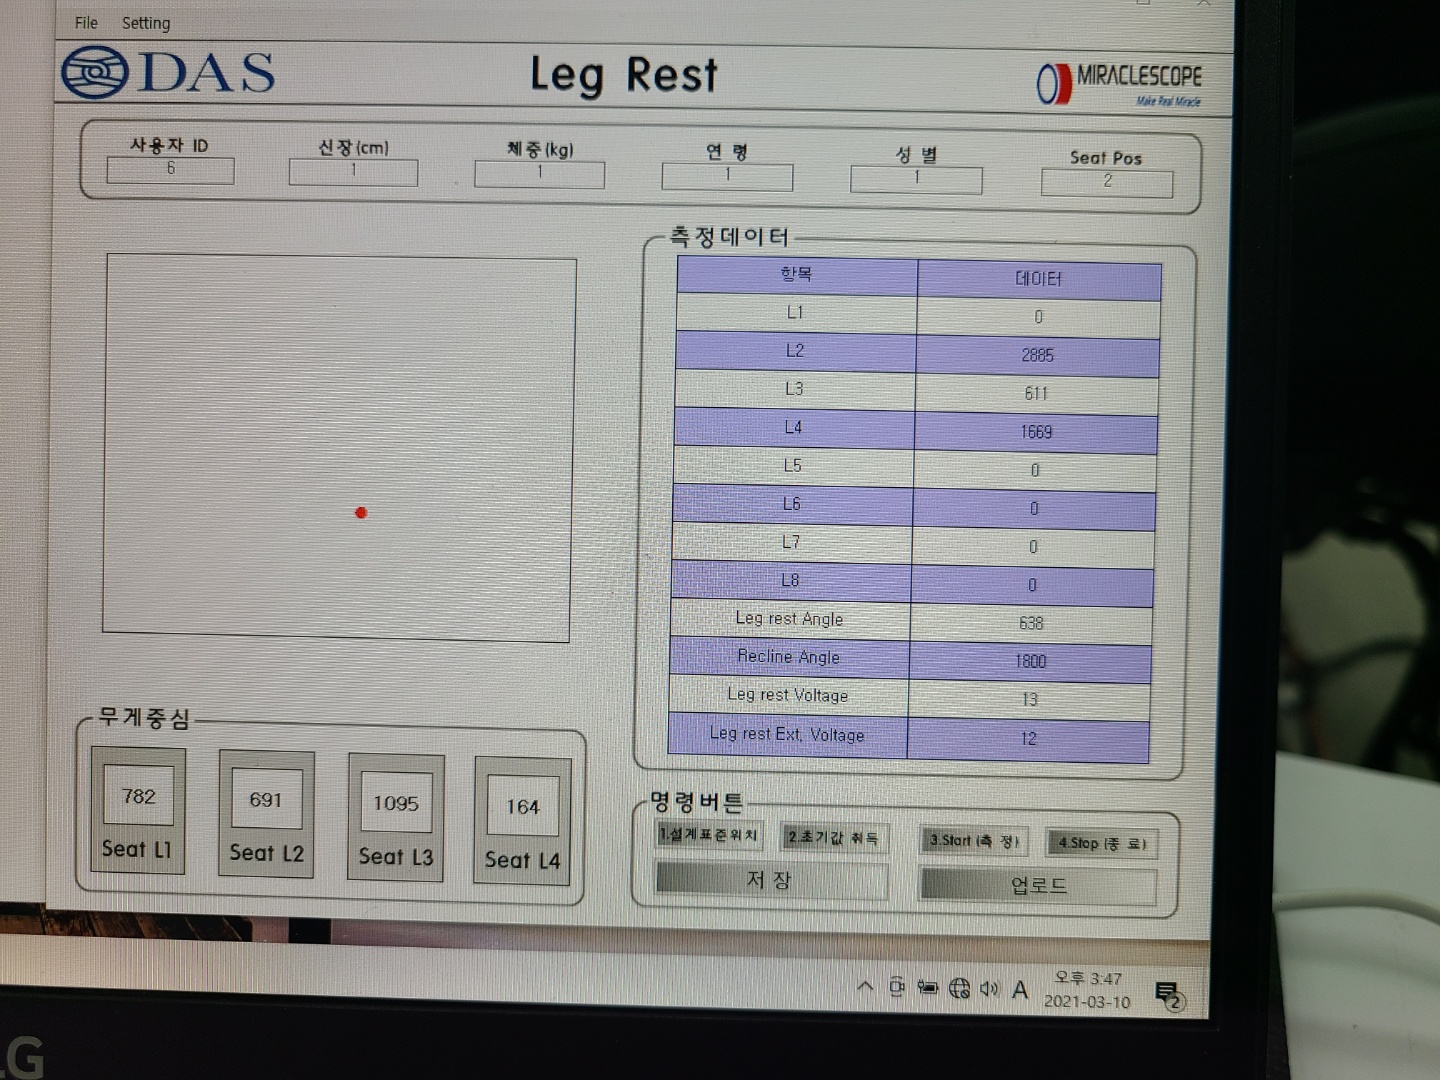 File Setting
DAS Leg Rest MIRACLESCOPE
Make Real Miracle
사용자 ID 신장(cm) 체중(kg) 연 령 성 별 Seat Pos
6 1 1 1 1 2
측정데이터
항목 데이터
L1 0
L2 2885
L3 611
L4 1669
L5 0
L6 0
L7 0
L8 0
Leg rest Angle 638
Recline Angle 1800
Leg rest Voltage 13
Leg rest Ext, Voltage 12
무게중심
782 691 1095 164
Seat L1 Seat L2 Seat L3 Seat L4
명령버튼
1.설계표준위치 2.초기값 취득 3.Start (측 정) 4.Stop (종 료)
저 장 업로드
A 오후 3:47
2021-03-10
2
LG